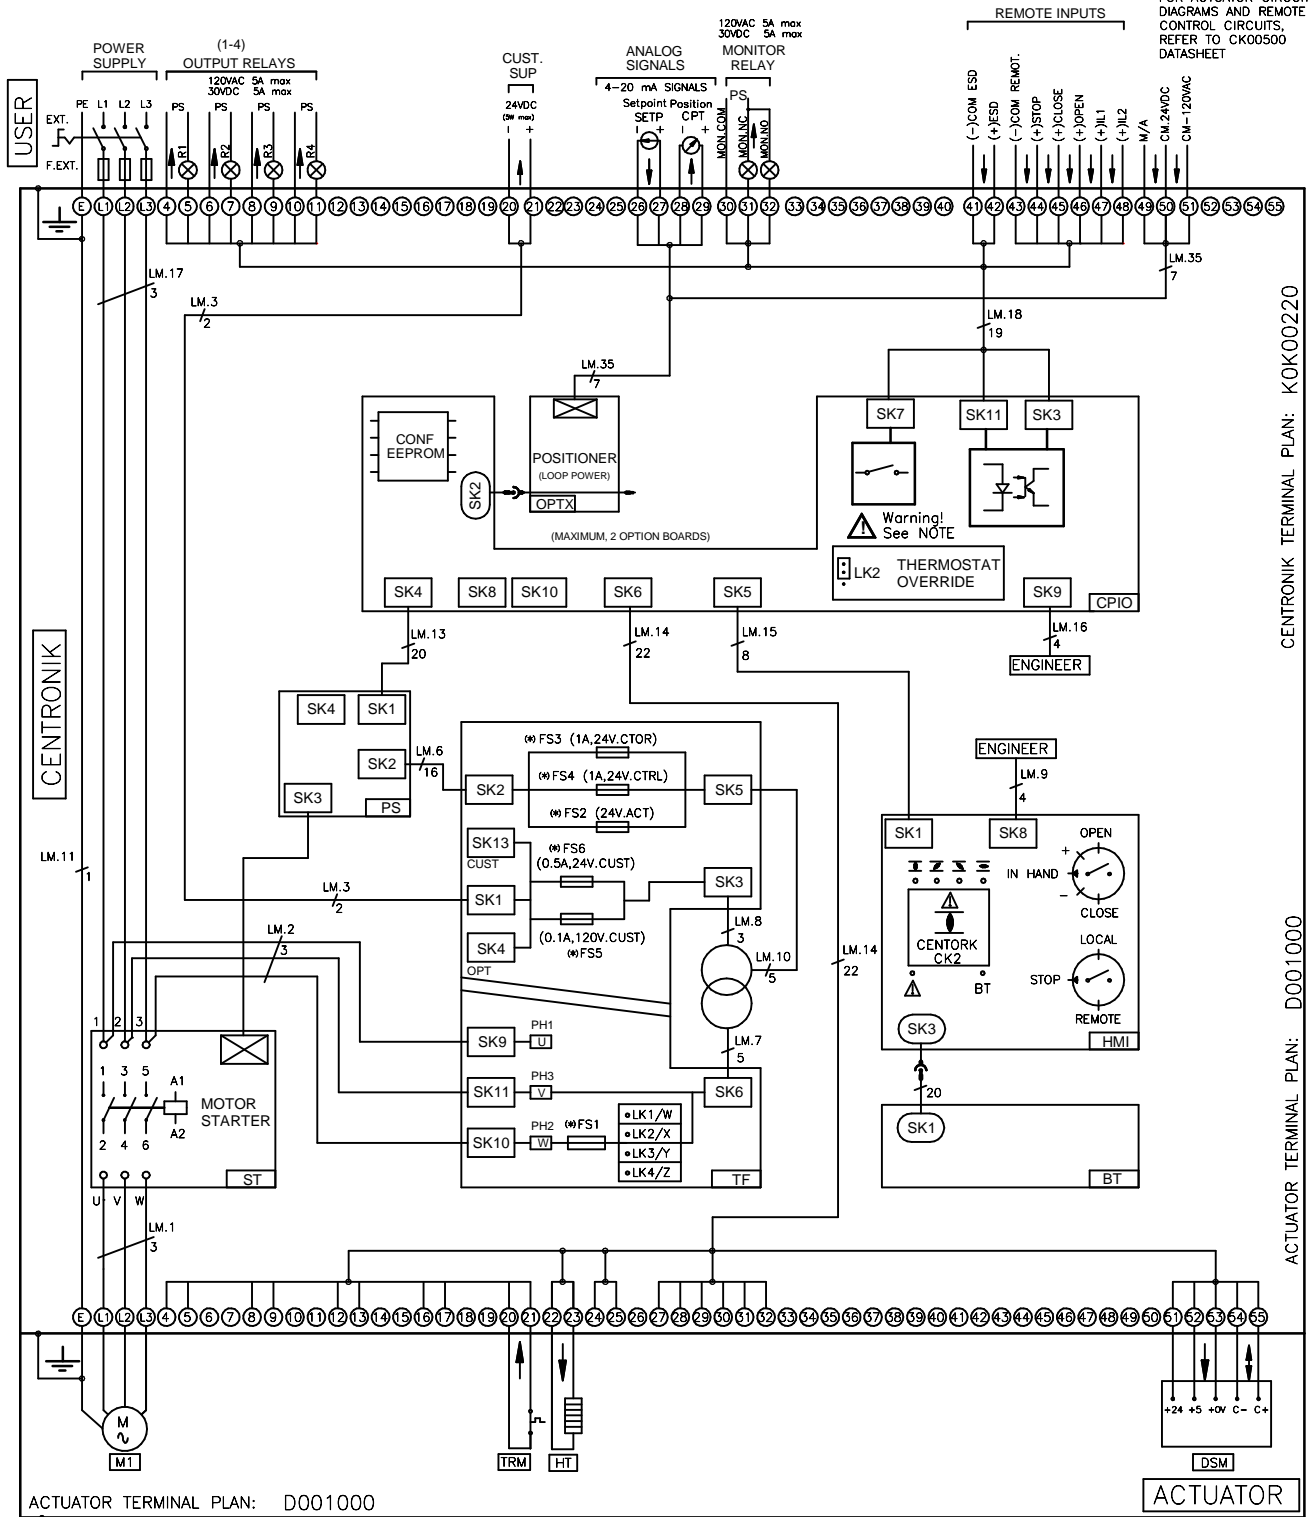 FOR ACTUATOR CIRCUIT
DIAGRAMS AND REMOTE
CONTROL CIRCUITS,
REFER TO CK00500
DATASHEET
REMOTE INPUTS
120VAC 5A max
30VDC 5A max
MONITOR
RELAY
ANALOG
SIGNALS
4-20 mA SIGNALS
Setpoint Position
SETP CPT
CUST.
SUP
24VDC
(5W max)
- +
(1-4)
OUTPUT RELAYS
120VAC 5A max
30VDC 5A max
POWER
SUPPLY
USER
PE L1 L2 L3
EXT.
F.EXT.
PS PS PS PS
R1 R2 R3 R4
- + - +
PS
MON.COM
MON.NC
MON.NO
(-)COM ESD
(+)ESD
(-)COM REMOT.
(+)STOP
(+)CLOSE
(+)OPEN
(+)IL1
(+)IL2
M/A
CM.24VDC
CM-120VAC
E L1 L2 L3 4 5 6 7 8 9 10 11 12 13 14 15 16 17 18 19 20 21 22 23 24 25 26 27 28 29 30 31 32 33 34 35 36 37 38 39 40 41 42 43 44 45 46 47 48 49 50 51 52 53 54 55
LM.17
3
LM.3
2
LM.35
7
LM.18
19
LM.35
7
CENTRONIK TERMINAL PLAN: K0K00220
CONF
EEPROM
SK2
POSITIONER
(LOOP POWER)
OPTX
(MAXIMUM, 2 OPTION BOARDS)
SK7
SK11
SK3
Warning!
See NOTE
LK2
THERMOSTAT
OVERRIDE
SK4
SK8
SK10
SK6
SK5
SK9
CPIO
LM.13
20
LM.14
22
LM.15
8
LM.16
4
ENGINEER
CENTRONIK
SK4
SK1
SK2
SK3
PS
LM.6
16
(*)FS3 (1A,24V.CTOR)
(*)FS4 (1A,24V.CTRL)
(*)FS2 (24V.ACT)
SK2
SK5
SK13
CUST
(*)FS6
(0.5A,24V.CUST)
SK1
SK3
SK4
OPT
(0.1A,120V.CUST)
(*)FS5
LM.8
3
LM.10
5
LM.7
5
LM.14
22
ENGINEER
LM.9
4
SK1
SK8
OPEN
+
IN HAND
-
CLOSE
LOCAL
STOP
REMOTE
CENTORK
CK2
BT
SK3
HMI
20
SK1
BT
LM.11
1
LM.3
2
LM.2
3
1 2 3
1 3 5
A1
A2
2 4 6
MOTOR
STARTER
ST
U V W
LM.1
3
SK9
PH1
U
SK11
PH3
V
SK6
SK10
PH2
W
(*)FS1
LK1/W
LK2/X
LK3/Y
LK4/Z
TF
ACTUATOR TERMINAL PLAN: D001000
E L1 L2 L3 4 5 6 7 8 9 10 11 12 13 14 15 16 17 18 19 20 21 22 23 24 25 26 27 28 29 30 31 32 33 34 35 36 37 38 39 40 41 42 43 44 45 46 47 48 49 50 51 52 53 54 55
M
M1
TRM
HT
+24 +5 +0V C- C+
DSM
ACTUATOR TERMINAL PLAN: D001000
ACTUATOR